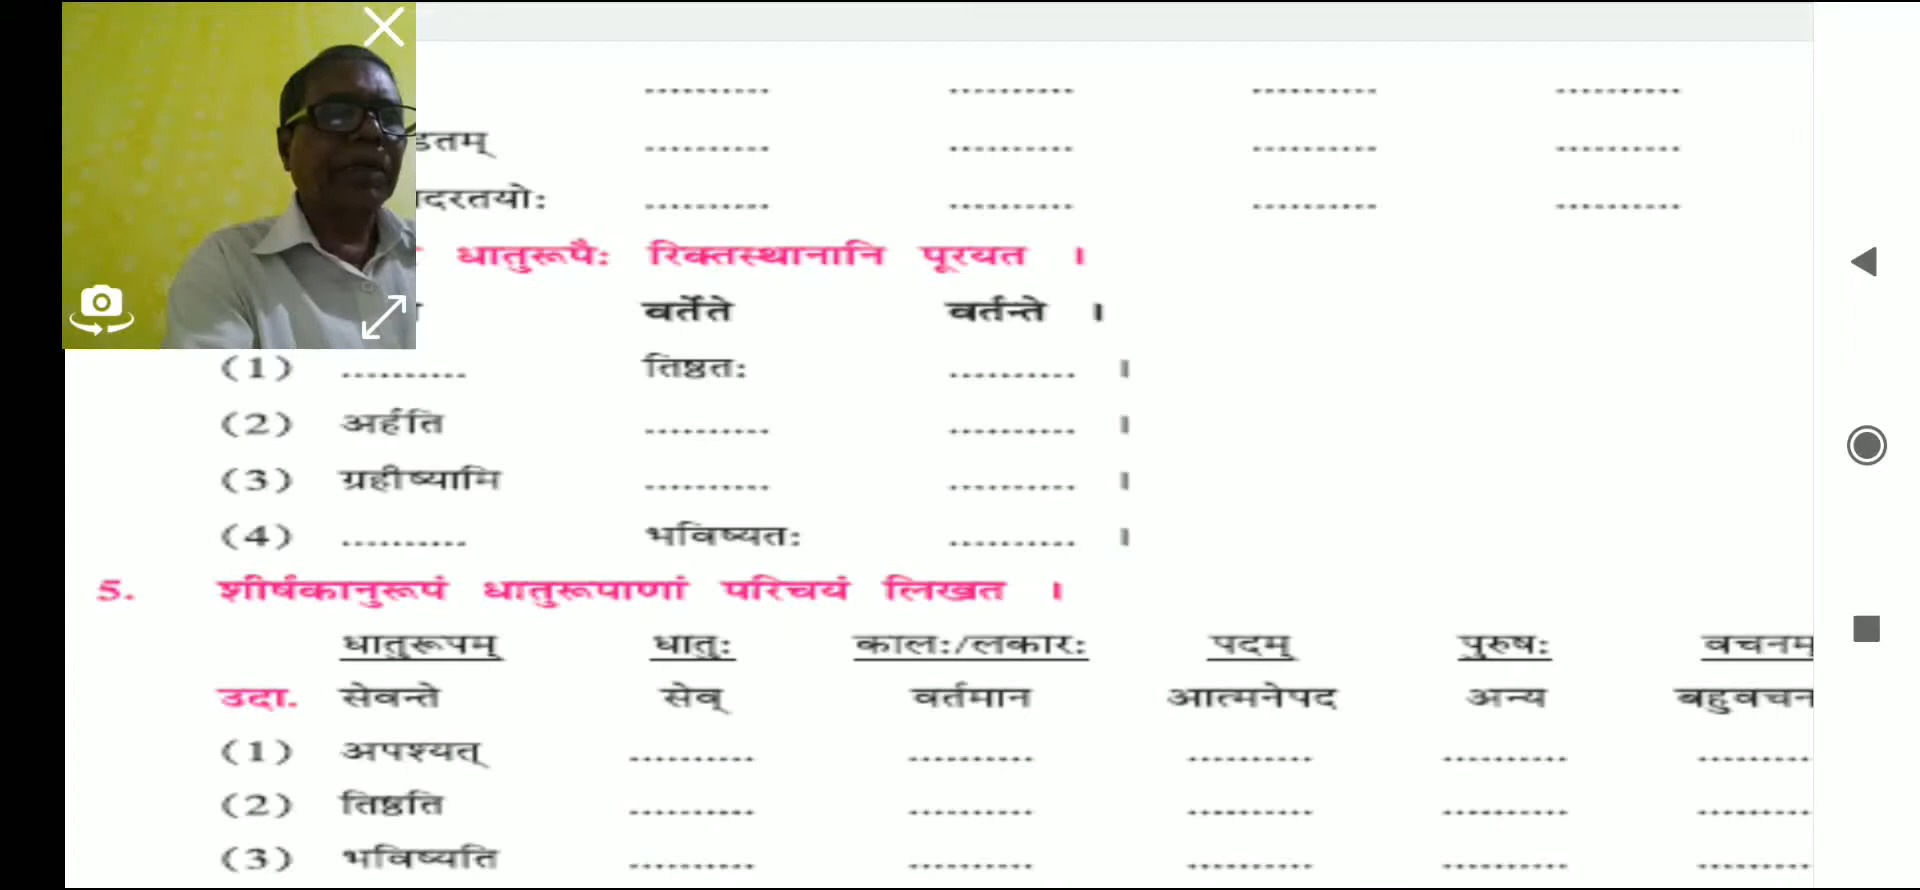 .......... .......... .......... ..........
डतम् .......... .......... .......... ..........
दरतयोः .......... .......... .......... ..........
धातुरूपैः रिक्तस्थानानि पूरयत ।
वर्तेते वर्तन्ते ।
(1) .......... तिष्ठतः .......... ।
(2) अर्हति .......... .......... ।
(3) ग्रहीष्यामि .......... .......... ।
(4) .......... भविष्यतः .......... ।
5. शीर्षकानुरूपं धातुरूपाणां परिचयं लिखत ।
धातुरूपम् धातुः कालः/लकारः पदम् पुरुषः वचनम्
उदा. सेवन्ते सेव् वर्तमान आत्मनेपद अन्य बहुवचन
(1) अपश्यत् .......... .......... .......... .......... ..........
(2) तिष्ठति .......... .......... .......... .......... ..........
(3) भविष्यति .......... .......... .......... .......... ..........